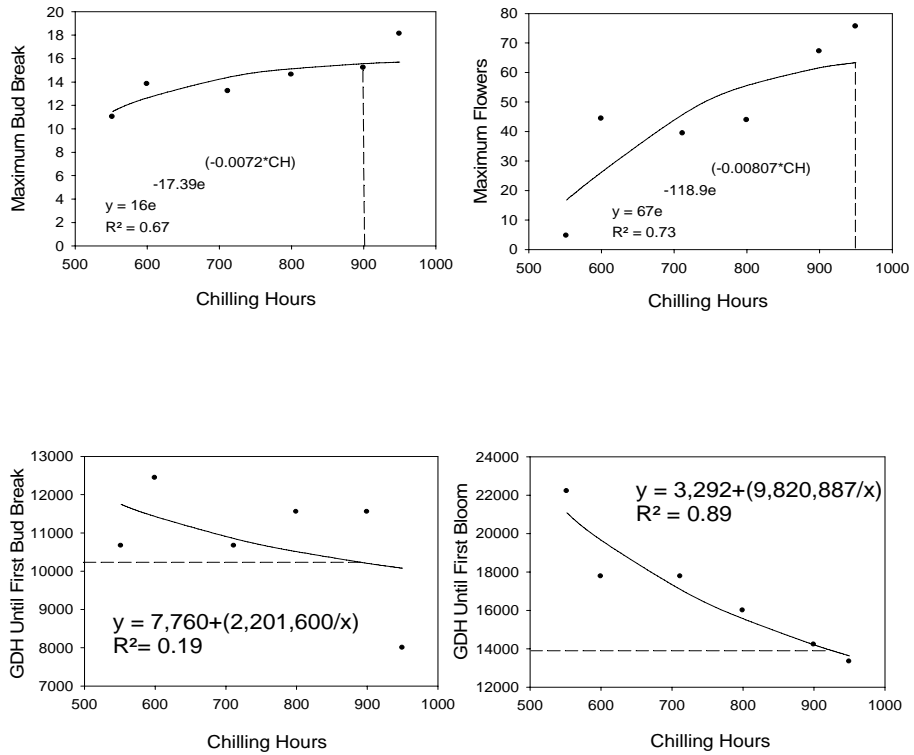 Maximum Bud Break
20
18
16
14
12
10
8
6
4
2
0
(-0.0072*CH)
-17.39e
y = 16e
R² = 0.67
500 600 700 800 900 1000
Chilling Hours
Maximum Flowers
80
60
40
20
0
(-0.00807*CH)
-118.9e
y = 67e
R² = 0.73
500 600 700 800 900 1000
Chilling Hours
GDH Until First Bud Break
13000
12000
11000
10000
9000
8000
7000
y = 7,760+(2,201,600/x)
R²= 0.19
500 600 700 800 900 1000
Chilling Hours
GDH Until First Bloom
24000
22000
20000
18000
16000
14000
12000
y = 3,292+(9,820,887/x)
R² = 0.89
500 600 700 800 900 1000
Chilling Hours